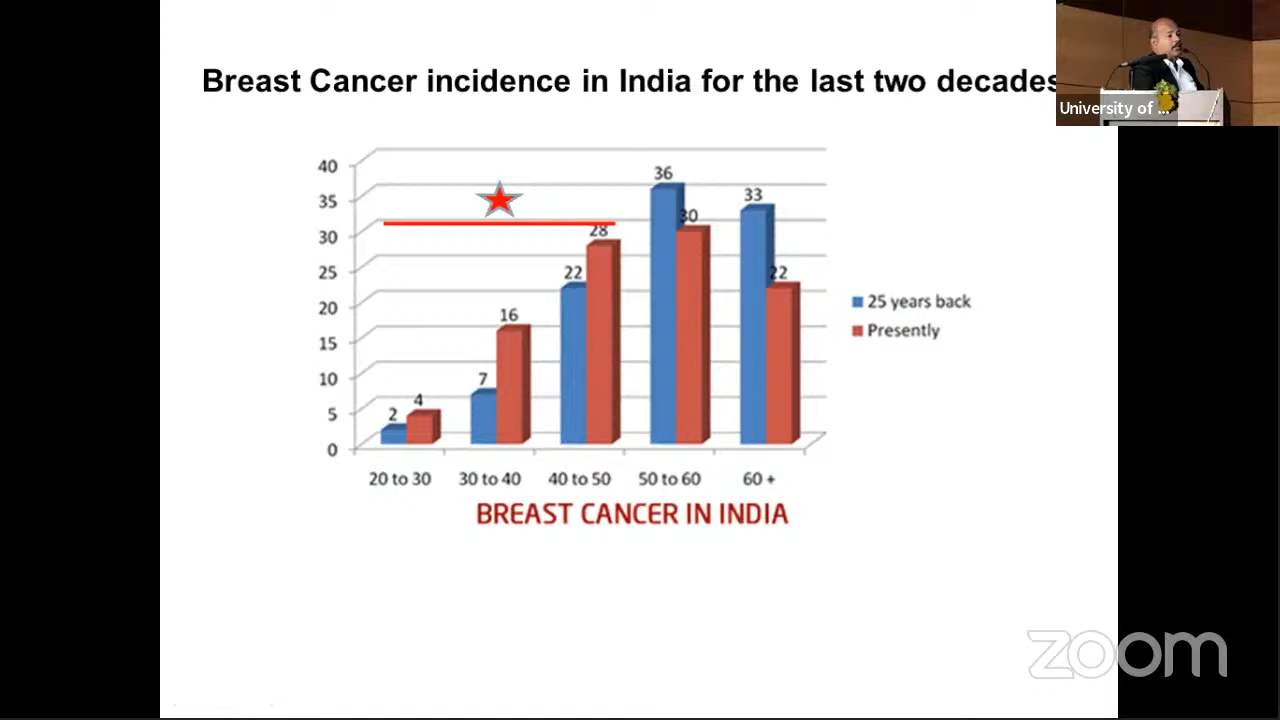 Breast Cancer incidence in India for the last two decades
University of ...
40
35
30
25
20
15
10
5
0
2
4
7
16
22
28
36
30
33
22
20 to 30
30 to 40
40 to 50
50 to 60
60 +
25 years back
Presently
BREAST CANCER IN INDIA
zoom